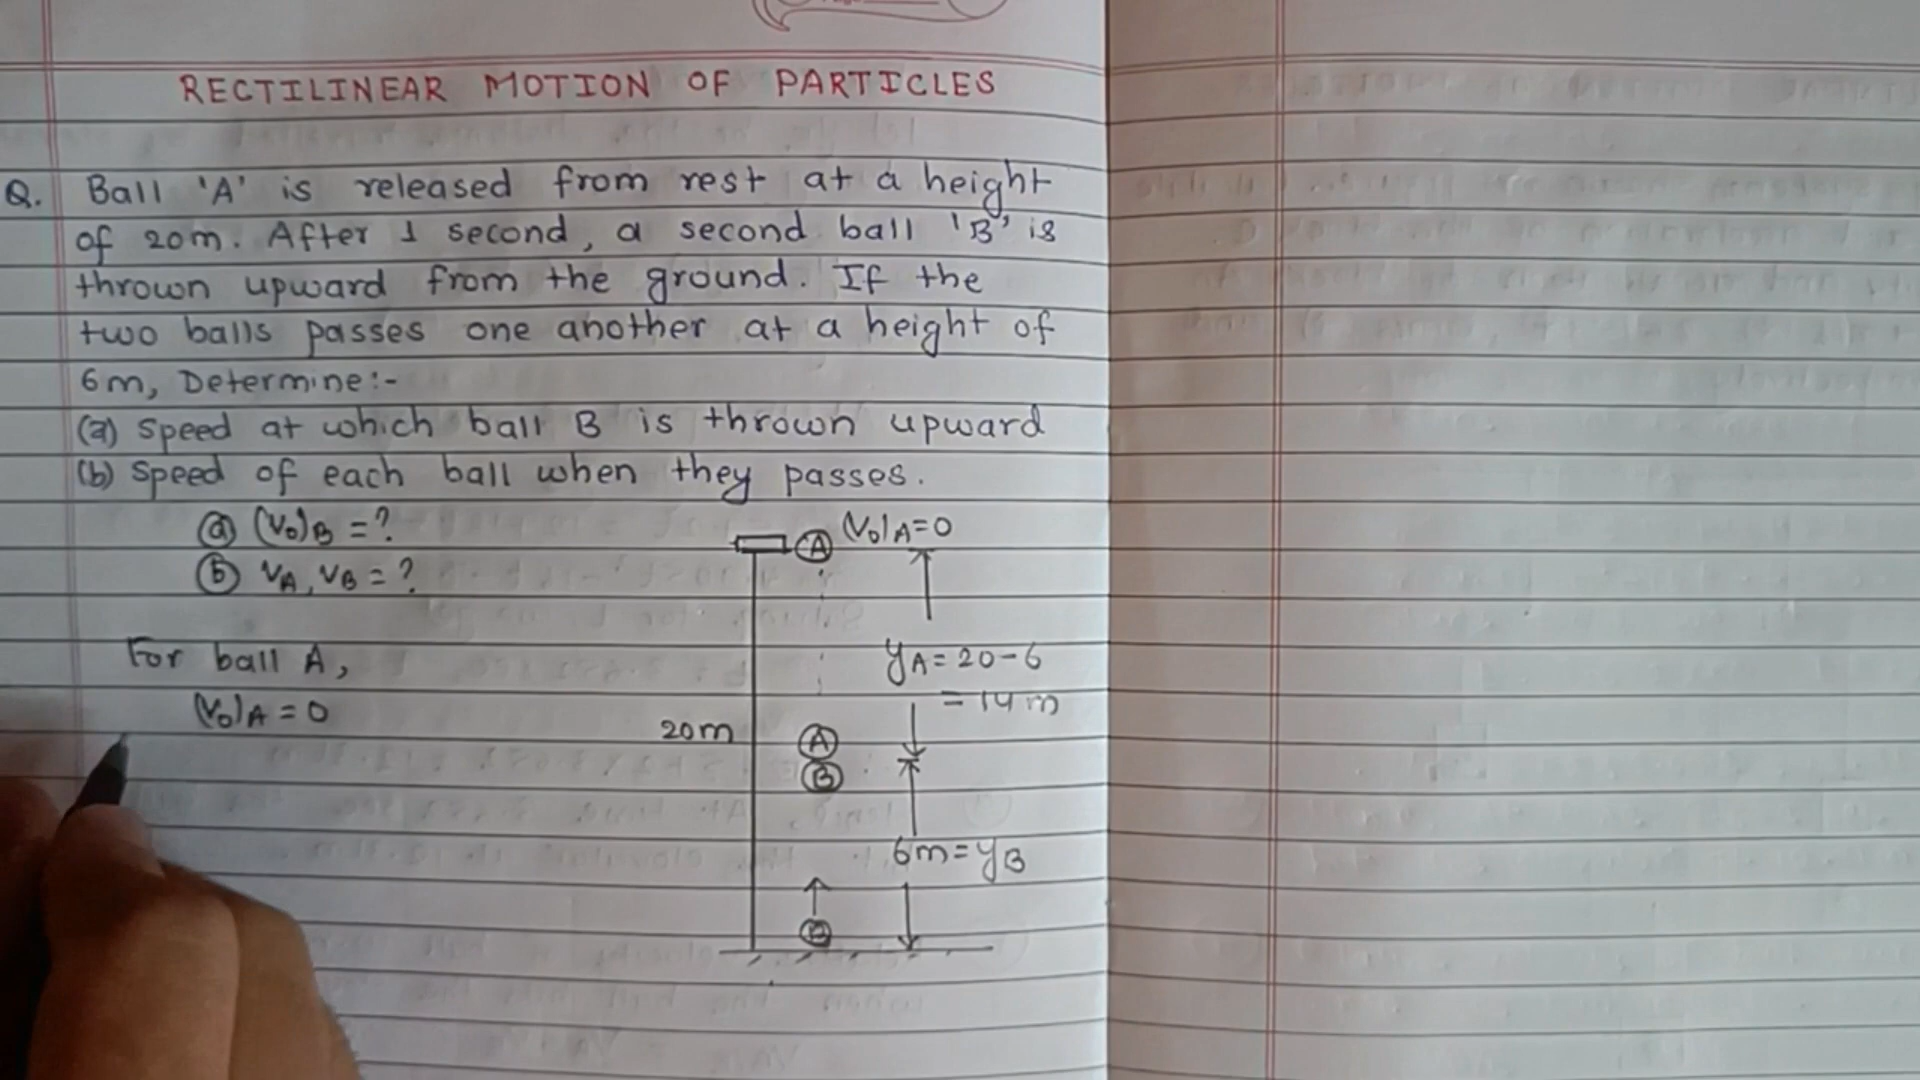 RECTILINEAR MOTION OF PARTICLES
Q. Ball 'A' is released from rest at a height
of 20m. After 1 second, a second ball 'B' is
thrown upward from the ground. If the
two balls passes one another at a height of
6m, Determine:-
(a) speed at which ball B is thrown upward
(b) speed of each ball when they passes.
ⓐ (V₀)B = ?
ⓑ VA, VB = ?
A (V₀)A=0
For ball A,
(V₀)A = 0
yA = 20-6
= 14 m
20m
A
B
6m = yB
B